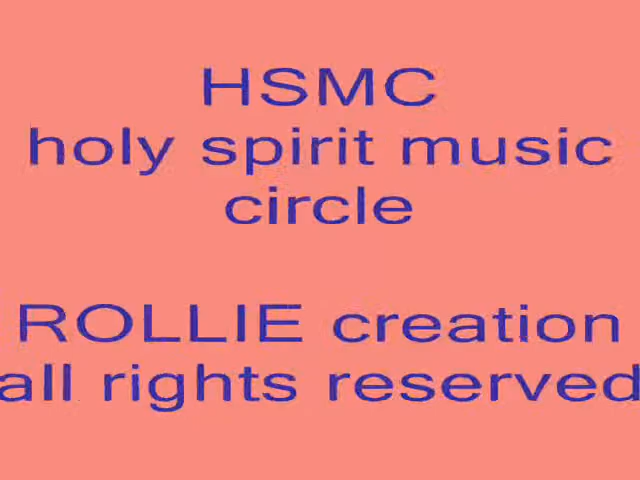 HSMC
holy spirit music
circle
ROLLIE creation
all rights reserved